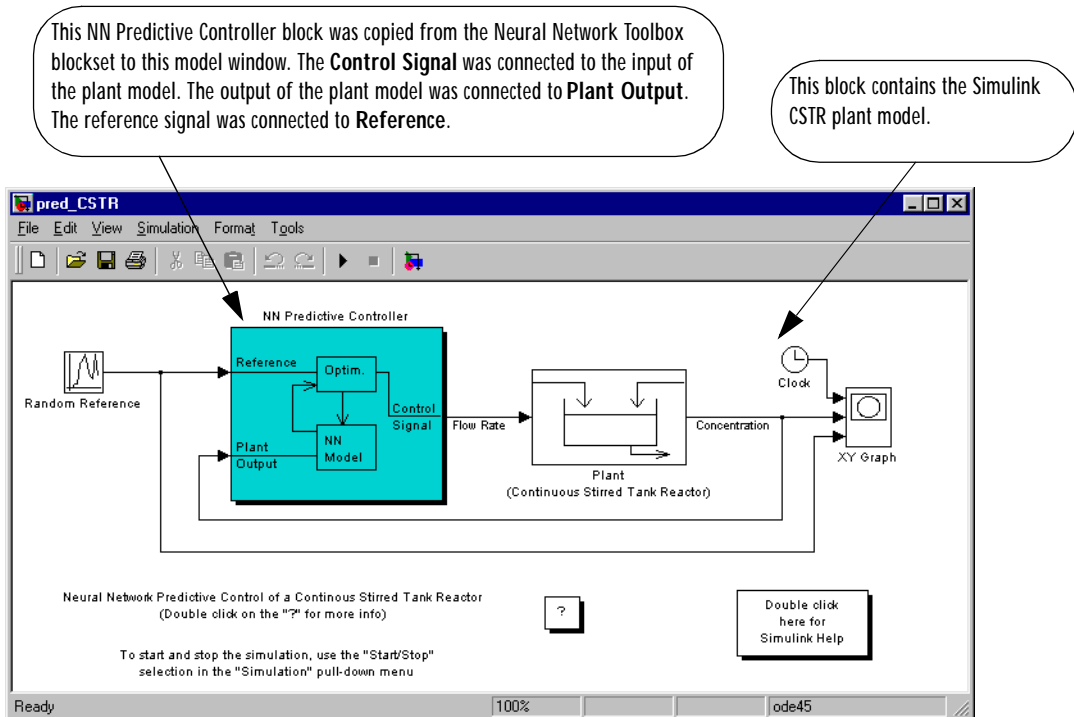 This NN Predictive Controller block was copied from the Neural Network Toolbox
blockset to this model window. The Control Signal was connected to the input of
the plant model. The output of the plant model was connected to Plant Output.
The reference signal was connected to Reference.
This block contains the Simulink
CSTR plant model.
pred_CSTR
File Edit View Simulation Format Tools
NN Predictive Controller
Random Reference
Reference
Optim.
Control
Signal
Plant
Output
NN
Model
Flow Rate
Plant
(Continuous Stirred Tank Reactor)
Concentration
Clock
XY Graph
Neural Network Predictive Control of a Continous Stirred Tank Reactor
(Double click on the "?" for more info)
?
Double click
here for
Simulink Help
To start and stop the simulation, use the "Start/Stop"
selection in the "Simulation" pull-down menu
Ready 100% ode45